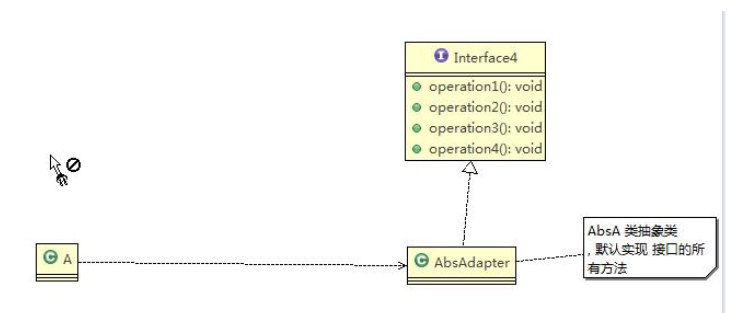 Interface4
operation1(): void
operation2(): void
operation3(): void
operation4(): void
A
AbsAdapter
AbsA 类抽象类
, 默认实现 接口的所
有方法